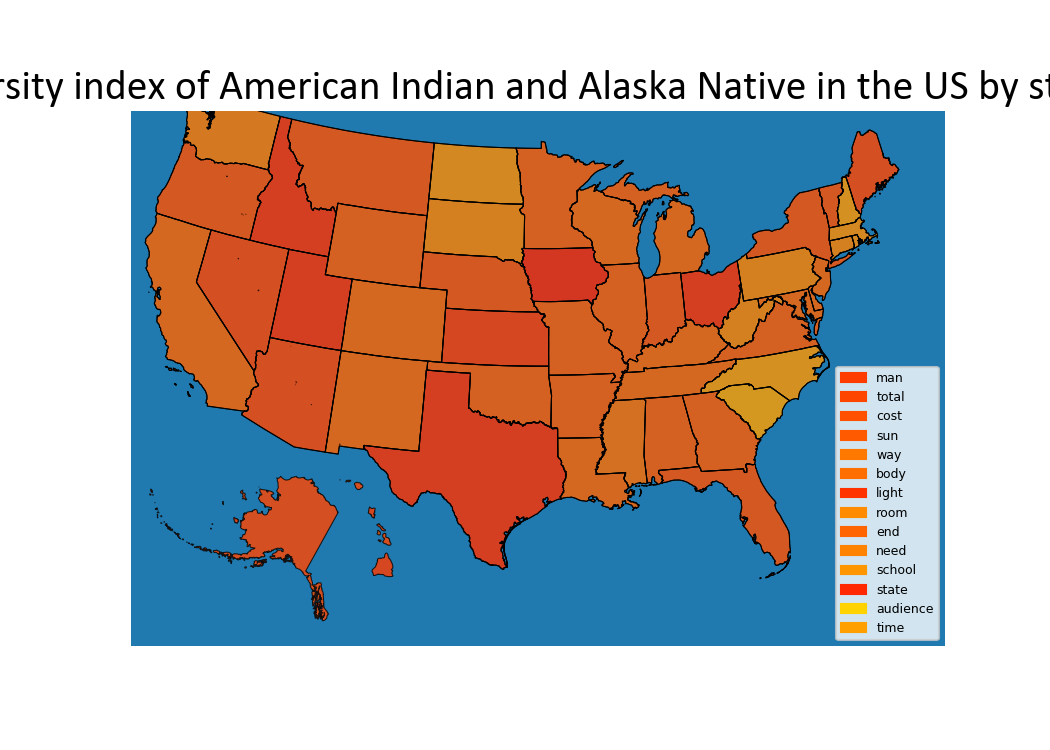 rsity index of American Indian and Alaska Native in the US by st
man
total
cost
sun
way
body
light
room
end
need
school
state
audience
time